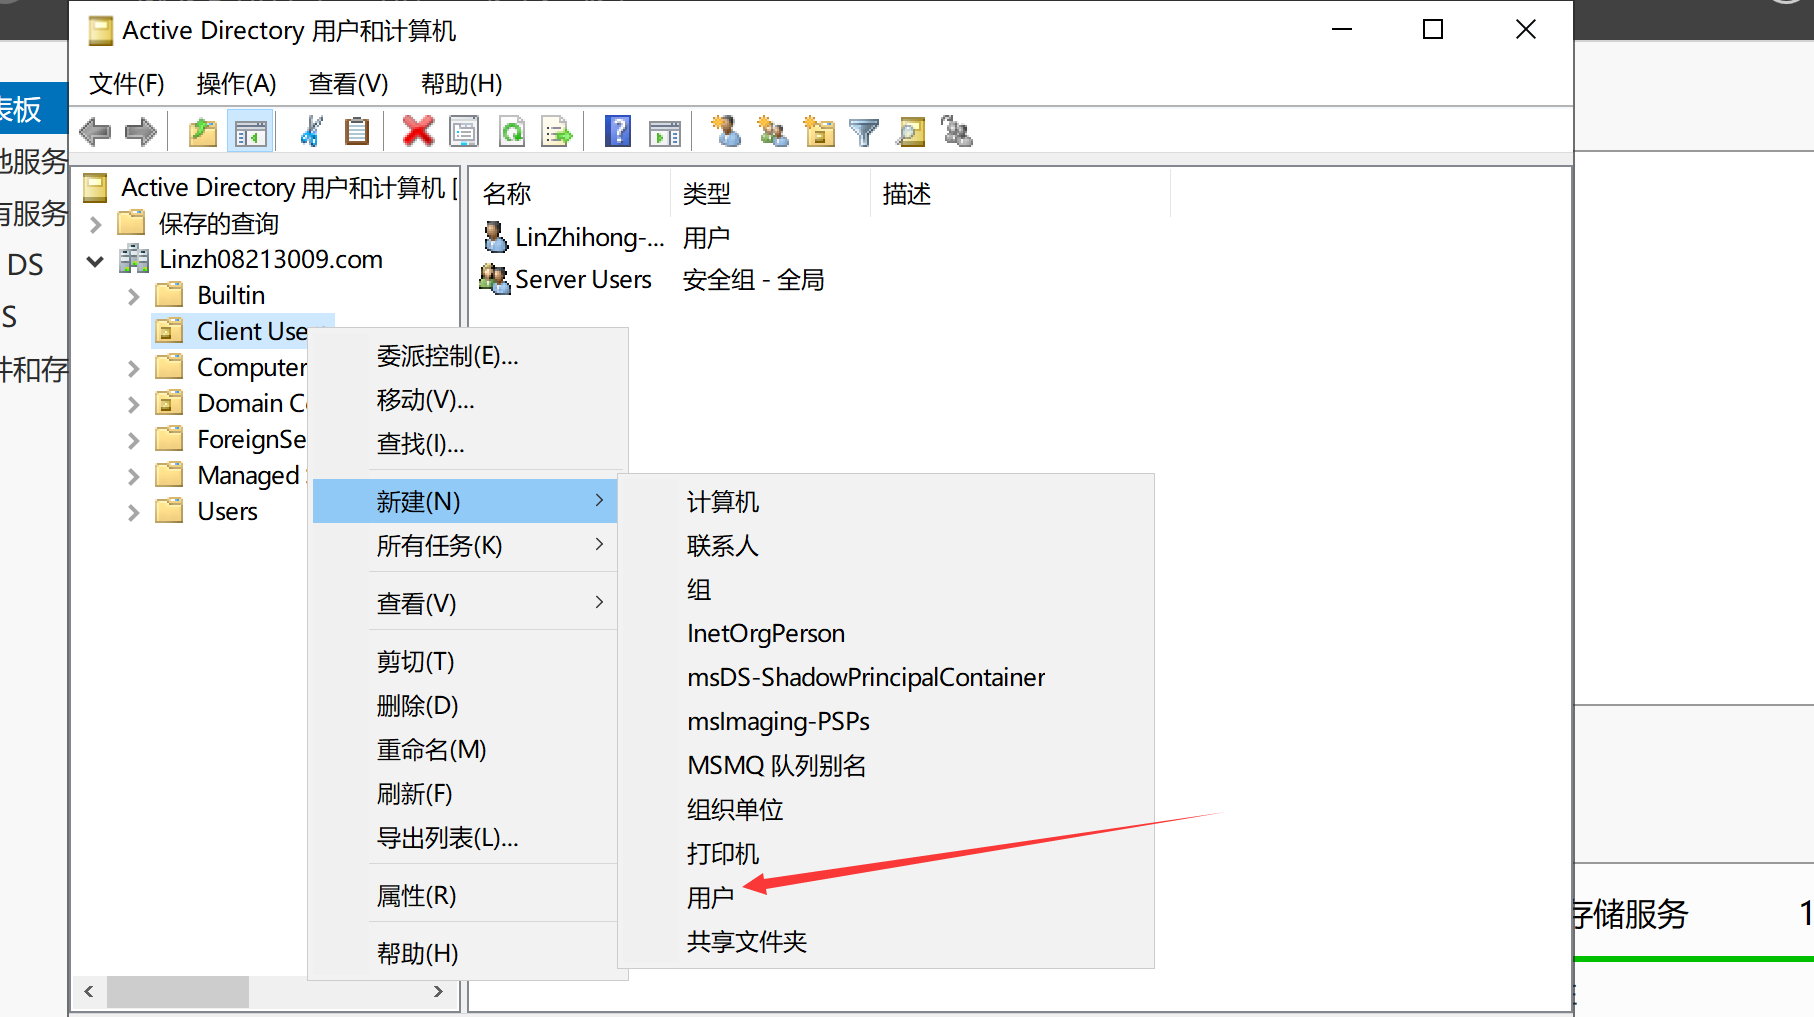 Active Directory 用户和计算机
文件(F) 操作(A) 查看(V) 帮助(H)
表板
地服务
有服务
DS
S
件和存
Active Directory 用户和计算机 [
保存的查询
Linzh08213009.com
Builtin
Client Use
Computer
Domain C
ForeignSe
Managed
Users
名称 类型 描述
LinZhihong-... 用户
Server Users 安全组 - 全局
委派控制(E)...
移动(V)...
查找(I)...
新建(N)
所有任务(K)
查看(V)
剪切(T)
删除(D)
重命名(M)
刷新(F)
导出列表(L)...
属性(R)
帮助(H)
计算机
联系人
组
InetOrgPerson
msDS-ShadowPrincipalContainer
msImaging-PSPs
MSMQ 队列别名
组织单位
打印机
用户
共享文件夹
存储服务 1